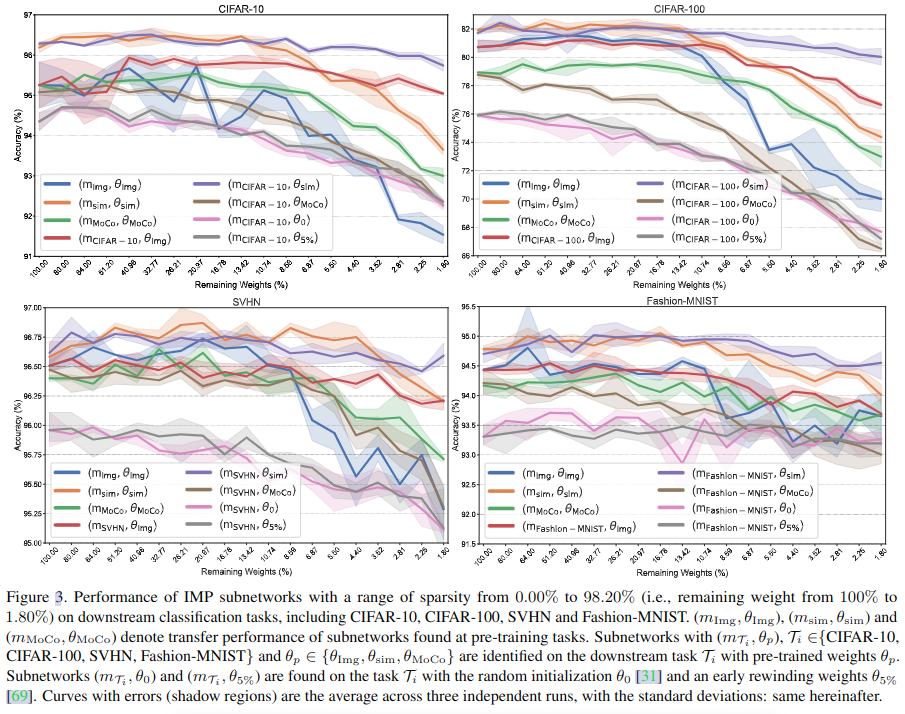 CIFAR-10
97
96
95
94
93
92
91
Accuracy (%)
(mImg, θImg)
(msim, θsim)
(mMoCo, θMoCo)
(mCIFAR−10, θImg)
(mCIFAR−10, θsim)
(mCIFAR−10, θMoCo)
(mCIFAR−10, θ0)
(mCIFAR−10, θ5%)
100.00 80.00 64.00 51.20 40.96 32.77 26.21 20.97 16.78 13.42 10.74 8.59 6.87 5.50 4.40 3.52 2.81 2.25 1.80
Remaining Weights (%)
CIFAR-100
82
80
78
76
74
72
70
68
66
Accuracy (%)
(mImg, θImg)
(msim, θsim)
(mMoCo, θMoCo)
(mCIFAR−100, θImg)
(mCIFAR−100, θsim)
(mCIFAR−100, θMoCo)
(mCIFAR−100, θ0)
(mCIFAR−100, θ5%)
100.00 80.00 64.00 51.20 40.96 32.77 26.21 20.97 16.78 13.42 10.74 8.59 6.87 5.50 4.40 3.52 2.81 2.25 1.80
Remaining Weights (%)
SVHN
97.00
96.75
96.50
96.25
96.00
95.75
95.50
95.25
95.00
Accuracy (%)
(mImg, θImg)
(msim, θsim)
(mMoCo, θMoCo)
(mSVHN, θImg)
(mSVHN, θsim)
(mSVHN, θMoCo)
(mSVHN, θ0)
(mSVHN, θ5%)
100.00 80.00 64.00 51.20 40.96 32.77 26.21 20.97 16.78 13.42 10.74 8.59 6.87 5.50 4.40 3.52 2.81 2.25 1.80
Remaining Weights (%)
Fashion-MNIST
95.5
95.0
94.5
94.0
93.5
93.0
92.5
92.0
91.5
Accuracy (%)
(mImg, θImg)
(msim, θsim)
(mMoCo, θMoCo)
(mFashion−MNIST, θImg)
(mFashion−MNIST, θsim)
(mFashion−MNIST, θMoCo)
(mFashion−MNIST, θ0)
(mFashion−MNIST, θ5%)
100.00 80.00 64.00 51.20 40.96 32.77 26.21 20.97 16.78 13.42 10.74 8.59 6.87 5.50 4.40 3.52 2.81 2.25 1.80
Remaining Weights (%)
Figure 3. Performance of IMP subnetworks with a range of sparsity from 0.00% to 98.20% (i.e., remaining weight from 100% to
1.80%) on downstream classification tasks, including CIFAR-10, CIFAR-100, SVHN and Fashion-MNIST. (mImg, θImg), (msim, θsim) and
(mMoCo, θMoCo) denote transfer performance of subnetworks found at pre-training tasks. Subnetworks with (mTi, θp), Ti ∈{CIFAR-10,
CIFAR-100, SVHN, Fashion-MNIST} and θp ∈ {θImg, θsim, θMoCo} are identified on the downstream task Ti with pre-trained weights θp.
Subnetworks (mTi, θ0) and (mTi, θ5%) are found on the task Ti with the random initialization θ0 [31] and an early rewinding weights θ5%
[69]. Curves with errors (shadow regions) are the average across three independent runs, with the standard deviations: same hereinafter.